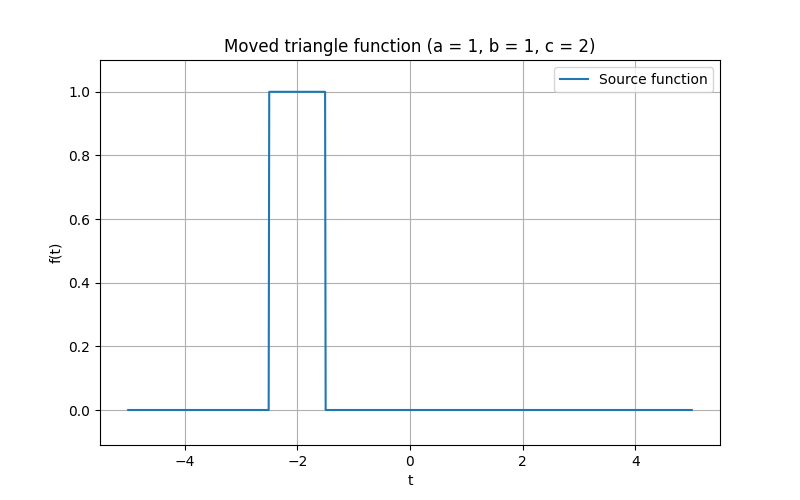 Moved triangle function (a = 1, b = 1, c = 2)
Source function
1.0
0.8
0.6
0.4
0.2
0.0
f(t)
−4
−2
0
2
4
t